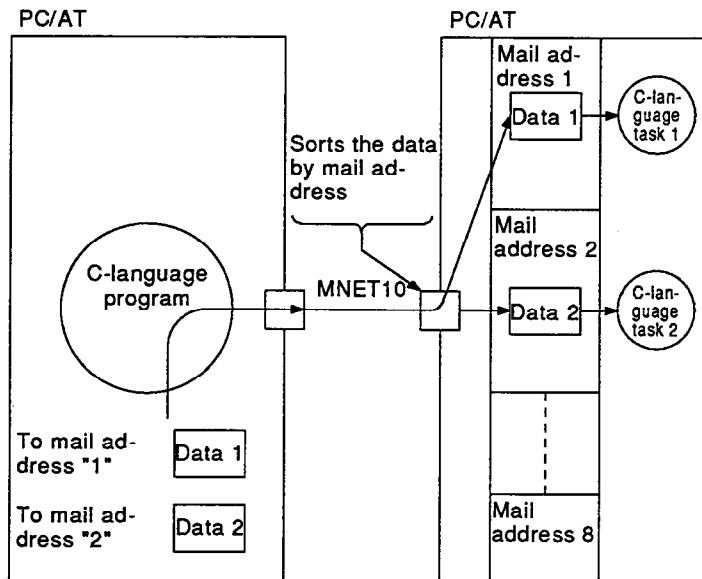 PC/AT
C-language
program
To mail ad-
dress "1"
Data 1
To mail ad-
dress "2"
Data 2
Sorts the data
by mail ad-
dress
MNET10
PC/AT
Mail ad-
dress 1
Data 1
C-lan-
guage
task 1
Mail
address 2
Data 2
C-lan-
guage
task 2
Mail
address 8